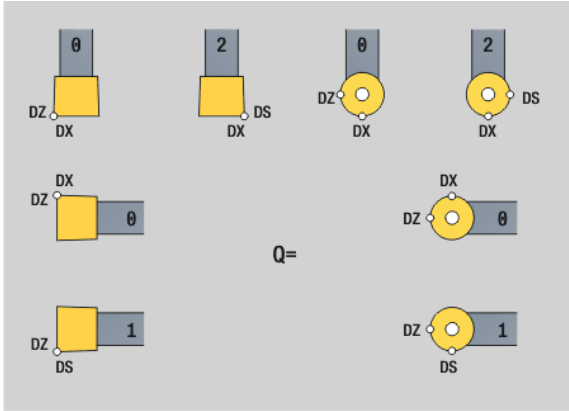 0 2 0 2
DZ DS DZ DS
DX DX DX DX
DX DX
DZ 0 DZ 0
Q=
DZ 1 DZ 1
DS DS